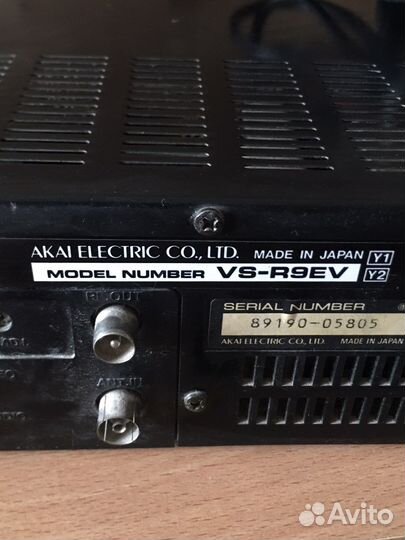 AKAI ELECTRIC CO., LTD. MADE IN JAPAN Y1
MODEL NUMBER VS-R9EV Y2
RF. OUT
SERIAL NUMBER
89190-05805
AKAI ELECTRIC CO., LTD. MADE IN JAPAN
ANT. IN
Avito